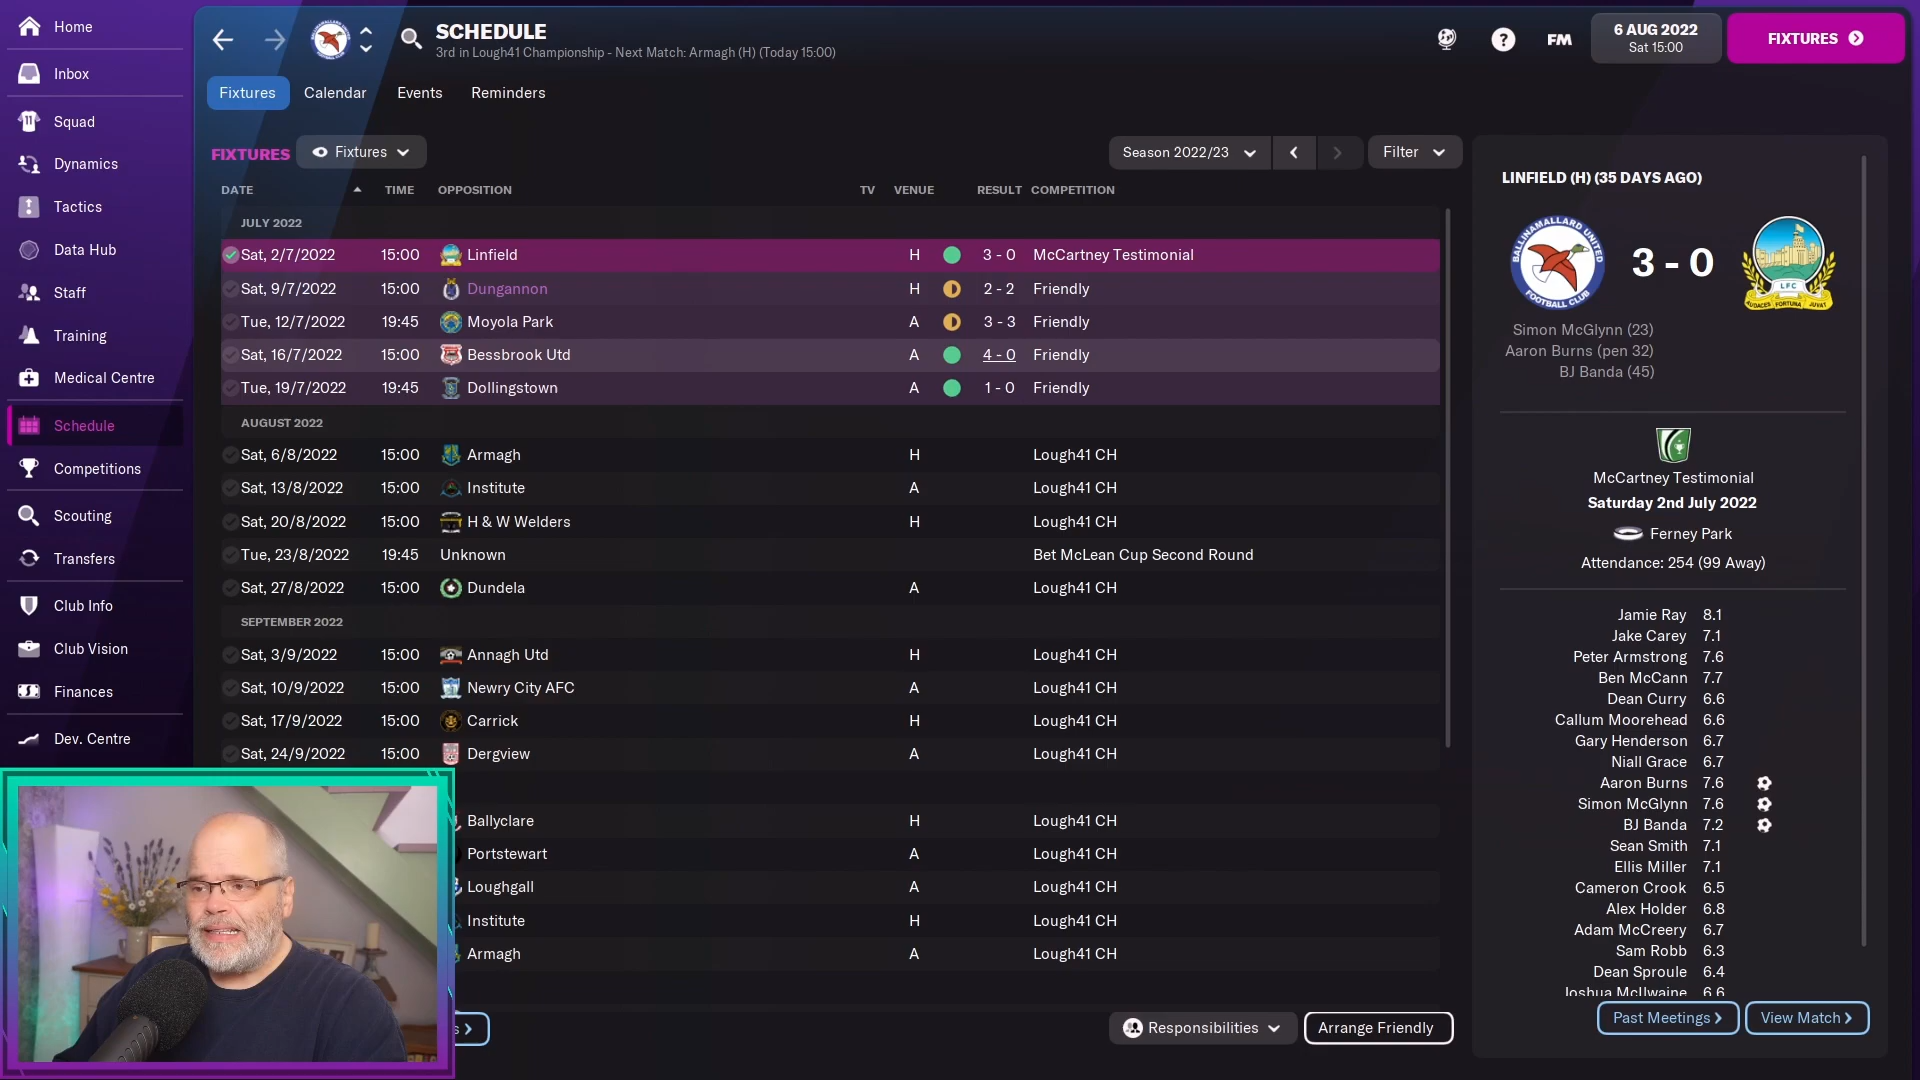 Home
Inbox
Squad
Dynamics
Tactics
Data Hub
Staff
Training
Medical Centre
Schedule
Competitions
Scouting
Transfers
Club Info
Club Vision
Finances
Dev. Centre
SCHEDULE
3rd in Lough41 Championship - Next Match: Armagh (H) (Today 15:00)
FM
6 AUG 2022
Sat 15:00
FIXTURES
Fixtures Calendar Events Reminders
FIXTURES Fixtures Season 2022/23 Filter
DATE TIME OPPOSITION TV VENUE RESULT COMPETITION
JULY 2022
Sat, 2/7/2022 15:00 Linfield H 3 - 0 McCartney Testimonial
Sat, 9/7/2022 15:00 Dungannon H 2 - 2 Friendly
Tue, 12/7/2022 19:45 Moyola Park A 3 - 3 Friendly
Sat, 16/7/2022 15:00 Bessbrook Utd A 4 - 0 Friendly
Tue, 19/7/2022 19:45 Dollingstown A 1 - 0 Friendly
AUGUST 2022
Sat, 6/8/2022 15:00 Armagh H Lough41 CH
Sat, 13/8/2022 15:00 Institute A Lough41 CH
Sat, 20/8/2022 15:00 H & W Welders H Lough41 CH
Tue, 23/8/2022 19:45 Unknown Bet McLean Cup Second Round
Sat, 27/8/2022 15:00 Dundela A Lough41 CH
SEPTEMBER 2022
Sat, 3/9/2022 15:00 Annagh Utd H Lough41 CH
Sat, 10/9/2022 15:00 Newry City AFC A Lough41 CH
Sat, 17/9/2022 15:00 Carrick H Lough41 CH
Sat, 24/9/2022 15:00 Dergview A Lough41 CH
Ballyclare H Lough41 CH
Portstewart A Lough41 CH
Loughgall A Lough41 CH
Institute H Lough41 CH
Armagh A Lough41 CH
Responsibilities Arrange Friendly
LINFIELD (H) (35 DAYS AGO)
BALLINAMALLARD UNITED
FOOTBALL CLUB
3 - 0
LFC
AUDACES FORTUNA JUVAT
Simon McGlynn (23)
Aaron Burns (pen 32)
BJ Banda (45)
McCartney Testimonial
Saturday 2nd July 2022
Ferney Park
Attendance: 254 (99 Away)
Jamie Ray 8.1
Jake Carey 7.1
Peter Armstrong 7.6
Ben McCann 7.7
Dean Curry 6.6
Callum Moorehead 6.6
Gary Henderson 6.7
Niall Grace 6.7
Aaron Burns 7.6
Simon McGlynn 7.6
BJ Banda 7.2
Sean Smith 7.1
Ellis Miller 7.1
Cameron Crook 6.5
Alex Holder 6.8
Adam McCreery 6.7
Sam Robb 6.3
Dean Sproule 6.4
Joshua McIlwaine 6.6
Past Meetings View Match